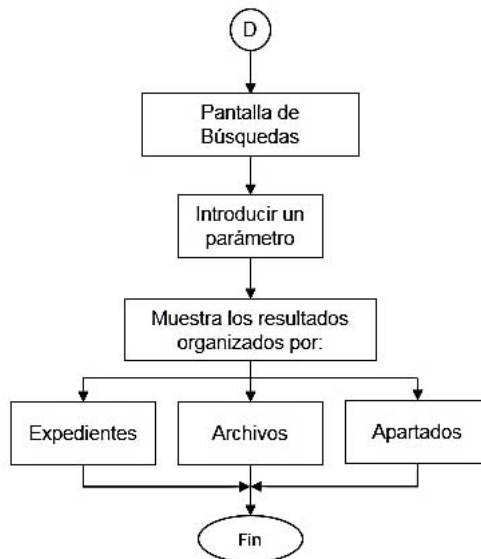 D
Pantalla de
Búsquedas
Introducir un
parámetro
Muestra los resultados
organizados por:
Expedientes
Archivos
Apartados
Fin